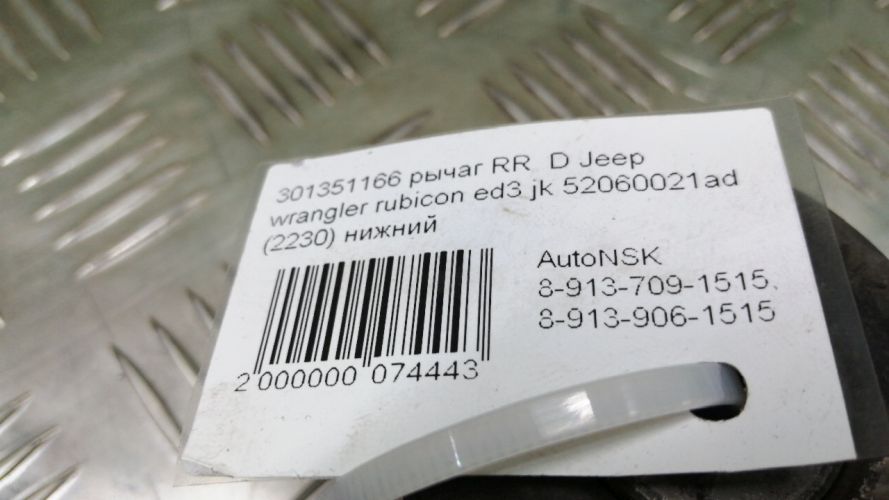 301351166 рычаг RR D Jeep
wrangler rubicon ed3 jk 52060021ad
(2230) нижний
AutoNSK
8-913-709-1515,
8-913-906-1515
2 000000 074443